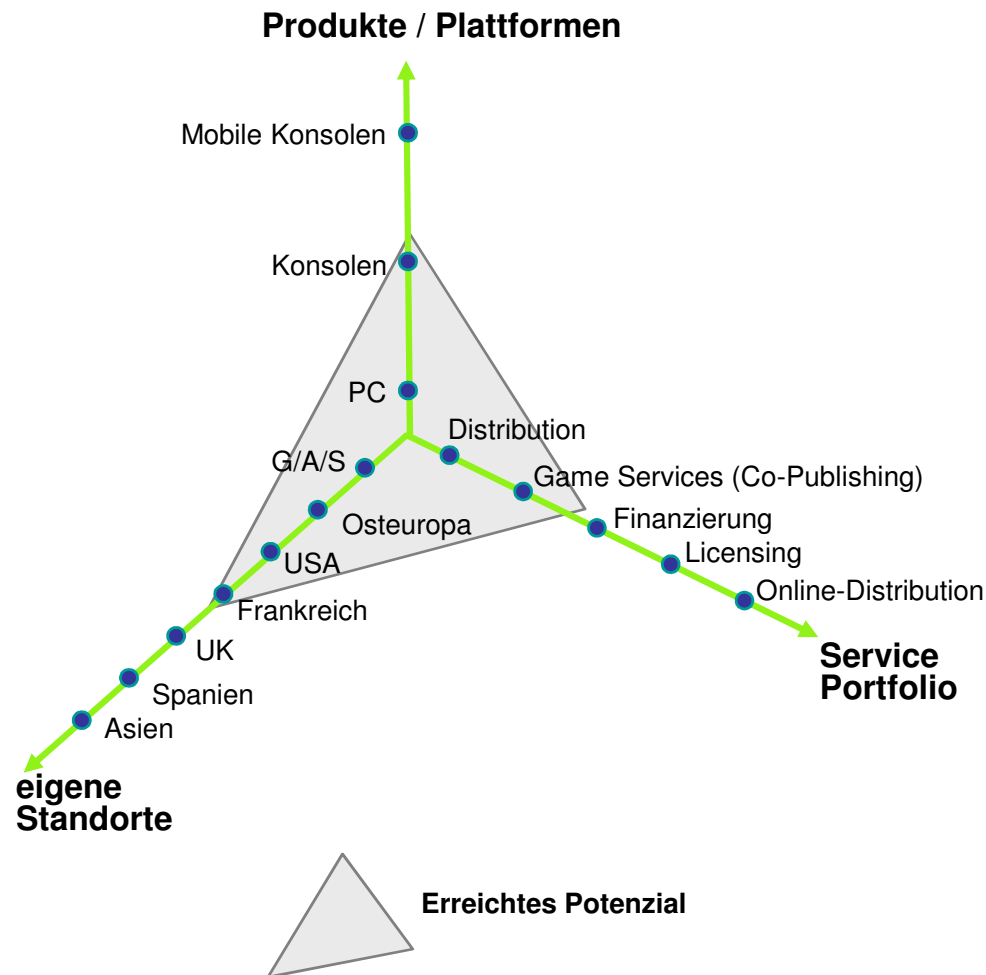 Produkte / Plattformen
Mobile Konsolen
Konsolen
PC
Distribution
G/A/S
Game Services (Co-Publishing)
Osteuropa
Finanzierung
USA
Licensing
Online-Distribution
Frankreich
UK
Service
Portfolio
Spanien
Asien
eigene
Standorte
Erreichtes Potenzial